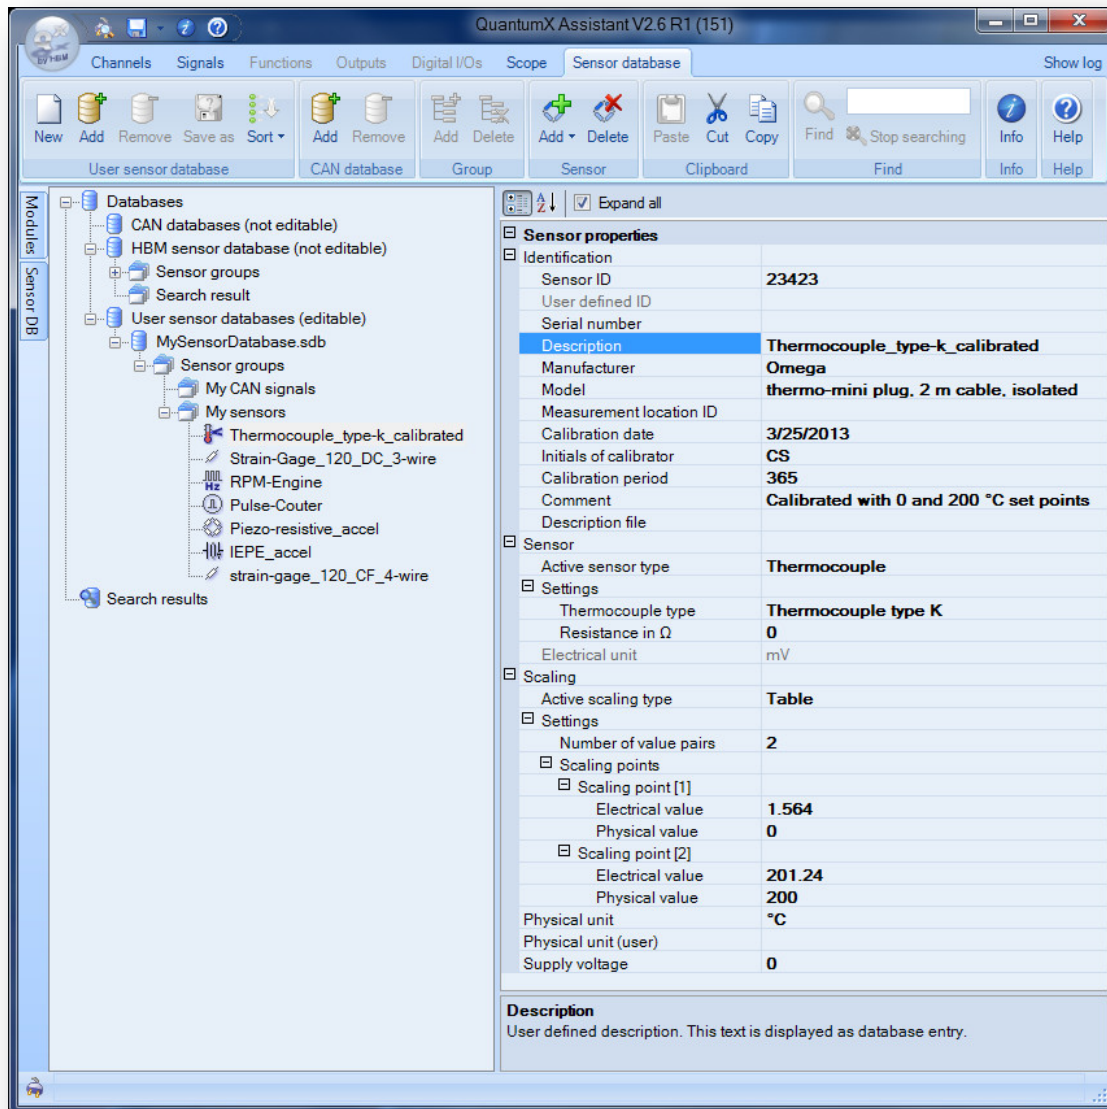 QuantumX Assistant V2.6 R1 (151)
BY HBM
Channels Signals Functions Outputs Digital I/Os Scope Sensor database Show log
New Add Remove Save as Sort Add Remove Add Delete Add Delete Paste Cut Copy Find Stop searching Info Help
User sensor database CAN database Group Sensor Clipboard Find Info Help
Modules
Sensor DB
Databases
CAN databases (not editable)
HBM sensor database (not editable)
Sensor groups
Search result
User sensor databases (editable)
MySensorDatabase.sdb
Sensor groups
My CAN signals
My sensors
Thermocouple_type-k_calibrated
Strain-Gage_120_DC_3-wire
RPM-Engine
Pulse-Couter
Piezo-resistive_accel
IEPE_accel
strain-gage_120_CF_4-wire
Search results
Expand all
Sensor properties
Identification
Sensor ID 23423
User defined ID
Serial number
Description Thermocouple_type-k_calibrated
Manufacturer Omega
Model thermo-mini plug, 2 m cable, isolated
Measurement location ID
Calibration date 3/25/2013
Initials of calibrator CS
Calibration period 365
Comment Calibrated with 0 and 200 °C set points
Description file
Sensor
Active sensor type Thermocouple
Settings
Thermocouple type Thermocouple type K
Resistance in Ω 0
Electrical unit mV
Scaling
Active scaling type Table
Settings
Number of value pairs 2
Scaling points
Scaling point [1]
Electrical value 1.564
Physical value 0
Scaling point [2]
Electrical value 201.24
Physical value 200
Physical unit °C
Physical unit (user)
Supply voltage 0
Description
User defined description. This text is displayed as database entry.